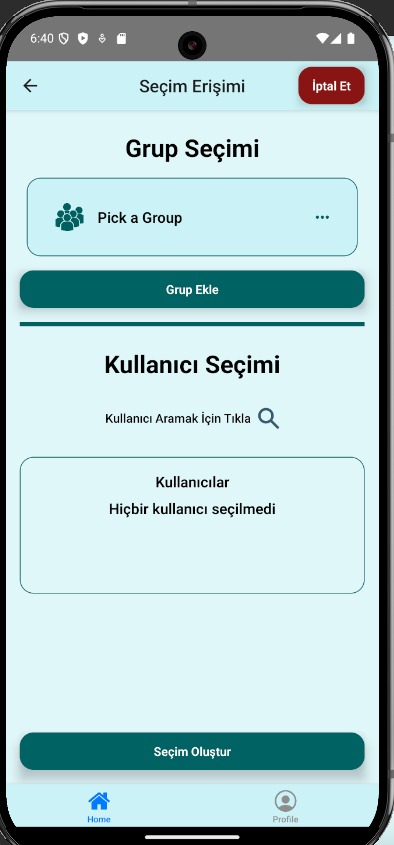 6:40
Seçim Erişimi
İptal Et
Grup Seçimi
Pick a Group
Grup Ekle
Kullanıcı Seçimi
Kullanıcı Aramak İçin Tıkla
Kullanıcılar
Hiçbir kullanıcı seçilmedi
Seçim Oluştur
Home
Profile